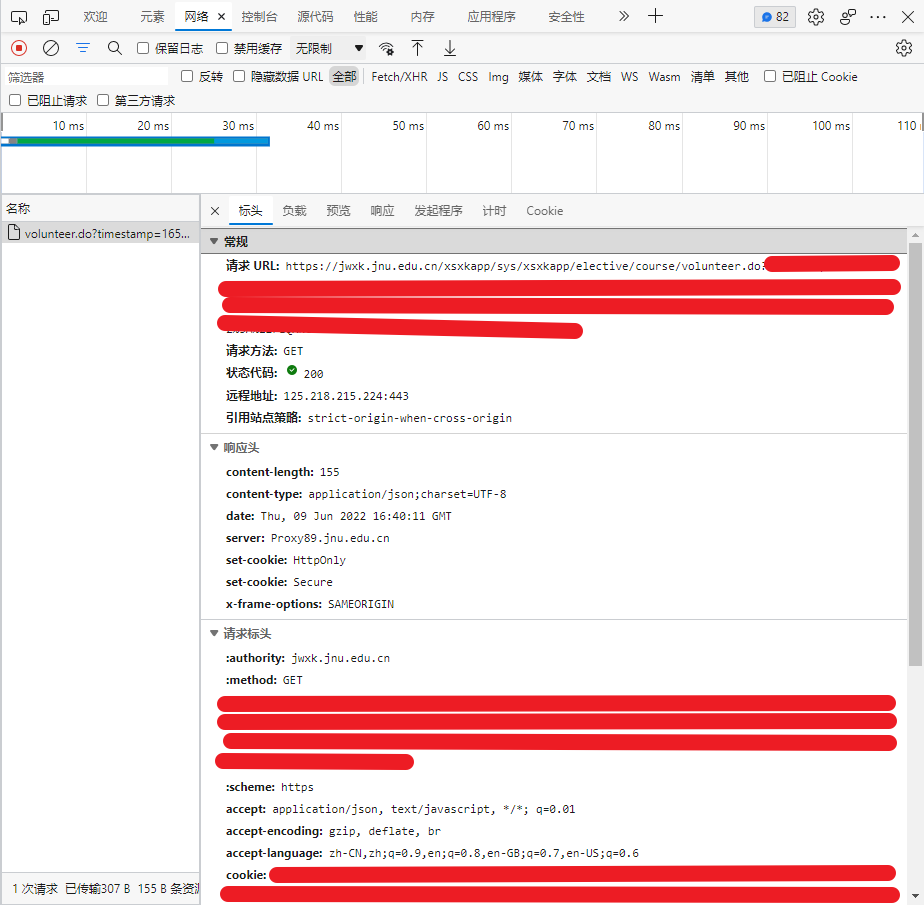 欢迎 元素 网络 × 控制台 源代码 性能 内存 应用程序 安全性 » + 82 ···
保留日志 禁用缓存 无限制
筛选器 反转 隐藏数据 URL 全部 Fetch/XHR JS CSS Img 媒体 字体 文档 WS Wasm 清单 其他 已阻止 Cookie
已阻止请求 第三方请求
10 ms 20 ms 30 ms 40 ms 50 ms 60 ms 70 ms 80 ms 90 ms 100 ms 110
名称
volunteer.do?timestamp=165...
× 标头 负载 预览 响应 发起程序 计时 Cookie
常规
请求 URL: https://jwxk.jnu.edu.cn/xsxkapp/sys/xsxkapp/elective/course/volunteer.do?
请求方法: GET
状态代码: 200
远程地址: 125.218.215.224:443
引用站点策略: strict-origin-when-cross-origin
响应头
content-length: 155
content-type: application/json;charset=UTF-8
date: Thu, 09 Jun 2022 16:40:11 GMT
server: Proxy89.jnu.edu.cn
set-cookie: HttpOnly
set-cookie: Secure
x-frame-options: SAMEORIGIN
请求标头
:authority: jwxk.jnu.edu.cn
:method: GET
:scheme: https
accept: application/json, text/javascript, */*; q=0.01
accept-encoding: gzip, deflate, br
accept-language: zh-CN,zh;q=0.9,en;q=0.8,en-GB;q=0.7,en-US;q=0.6
cookie:
1 次请求 已传输307 B 155 B 条资源